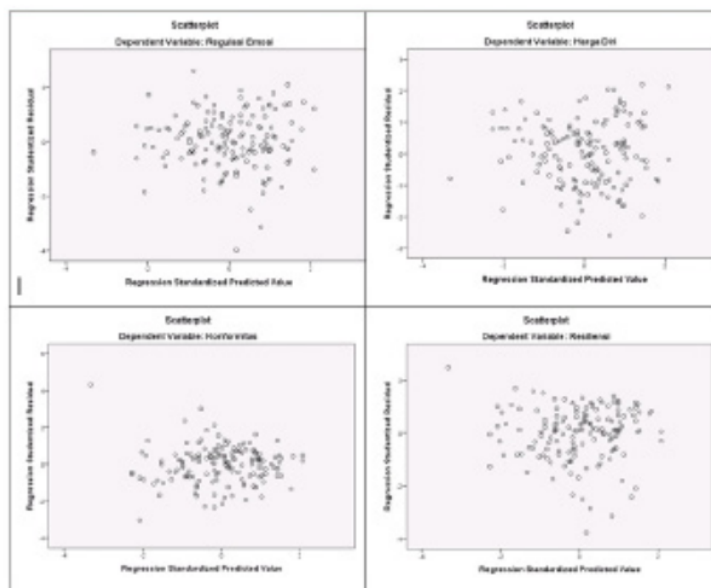 Scatterplot
Dependent Variable: Regulasi Emosi
Regression Studentized Residual
Regression Standardized Predicted Value
Scatterplot
Dependent Variable: Harga Diri
Regression Studentized Residual
Regression Standardized Predicted Value
Scatterplot
Dependent Variable: Konformitas
Regression Studentized Residual
Regression Standardized Predicted Value
Scatterplot
Dependent Variable: Resiliensi
Regression Studentized Residual
Regression Standardized Predicted Value